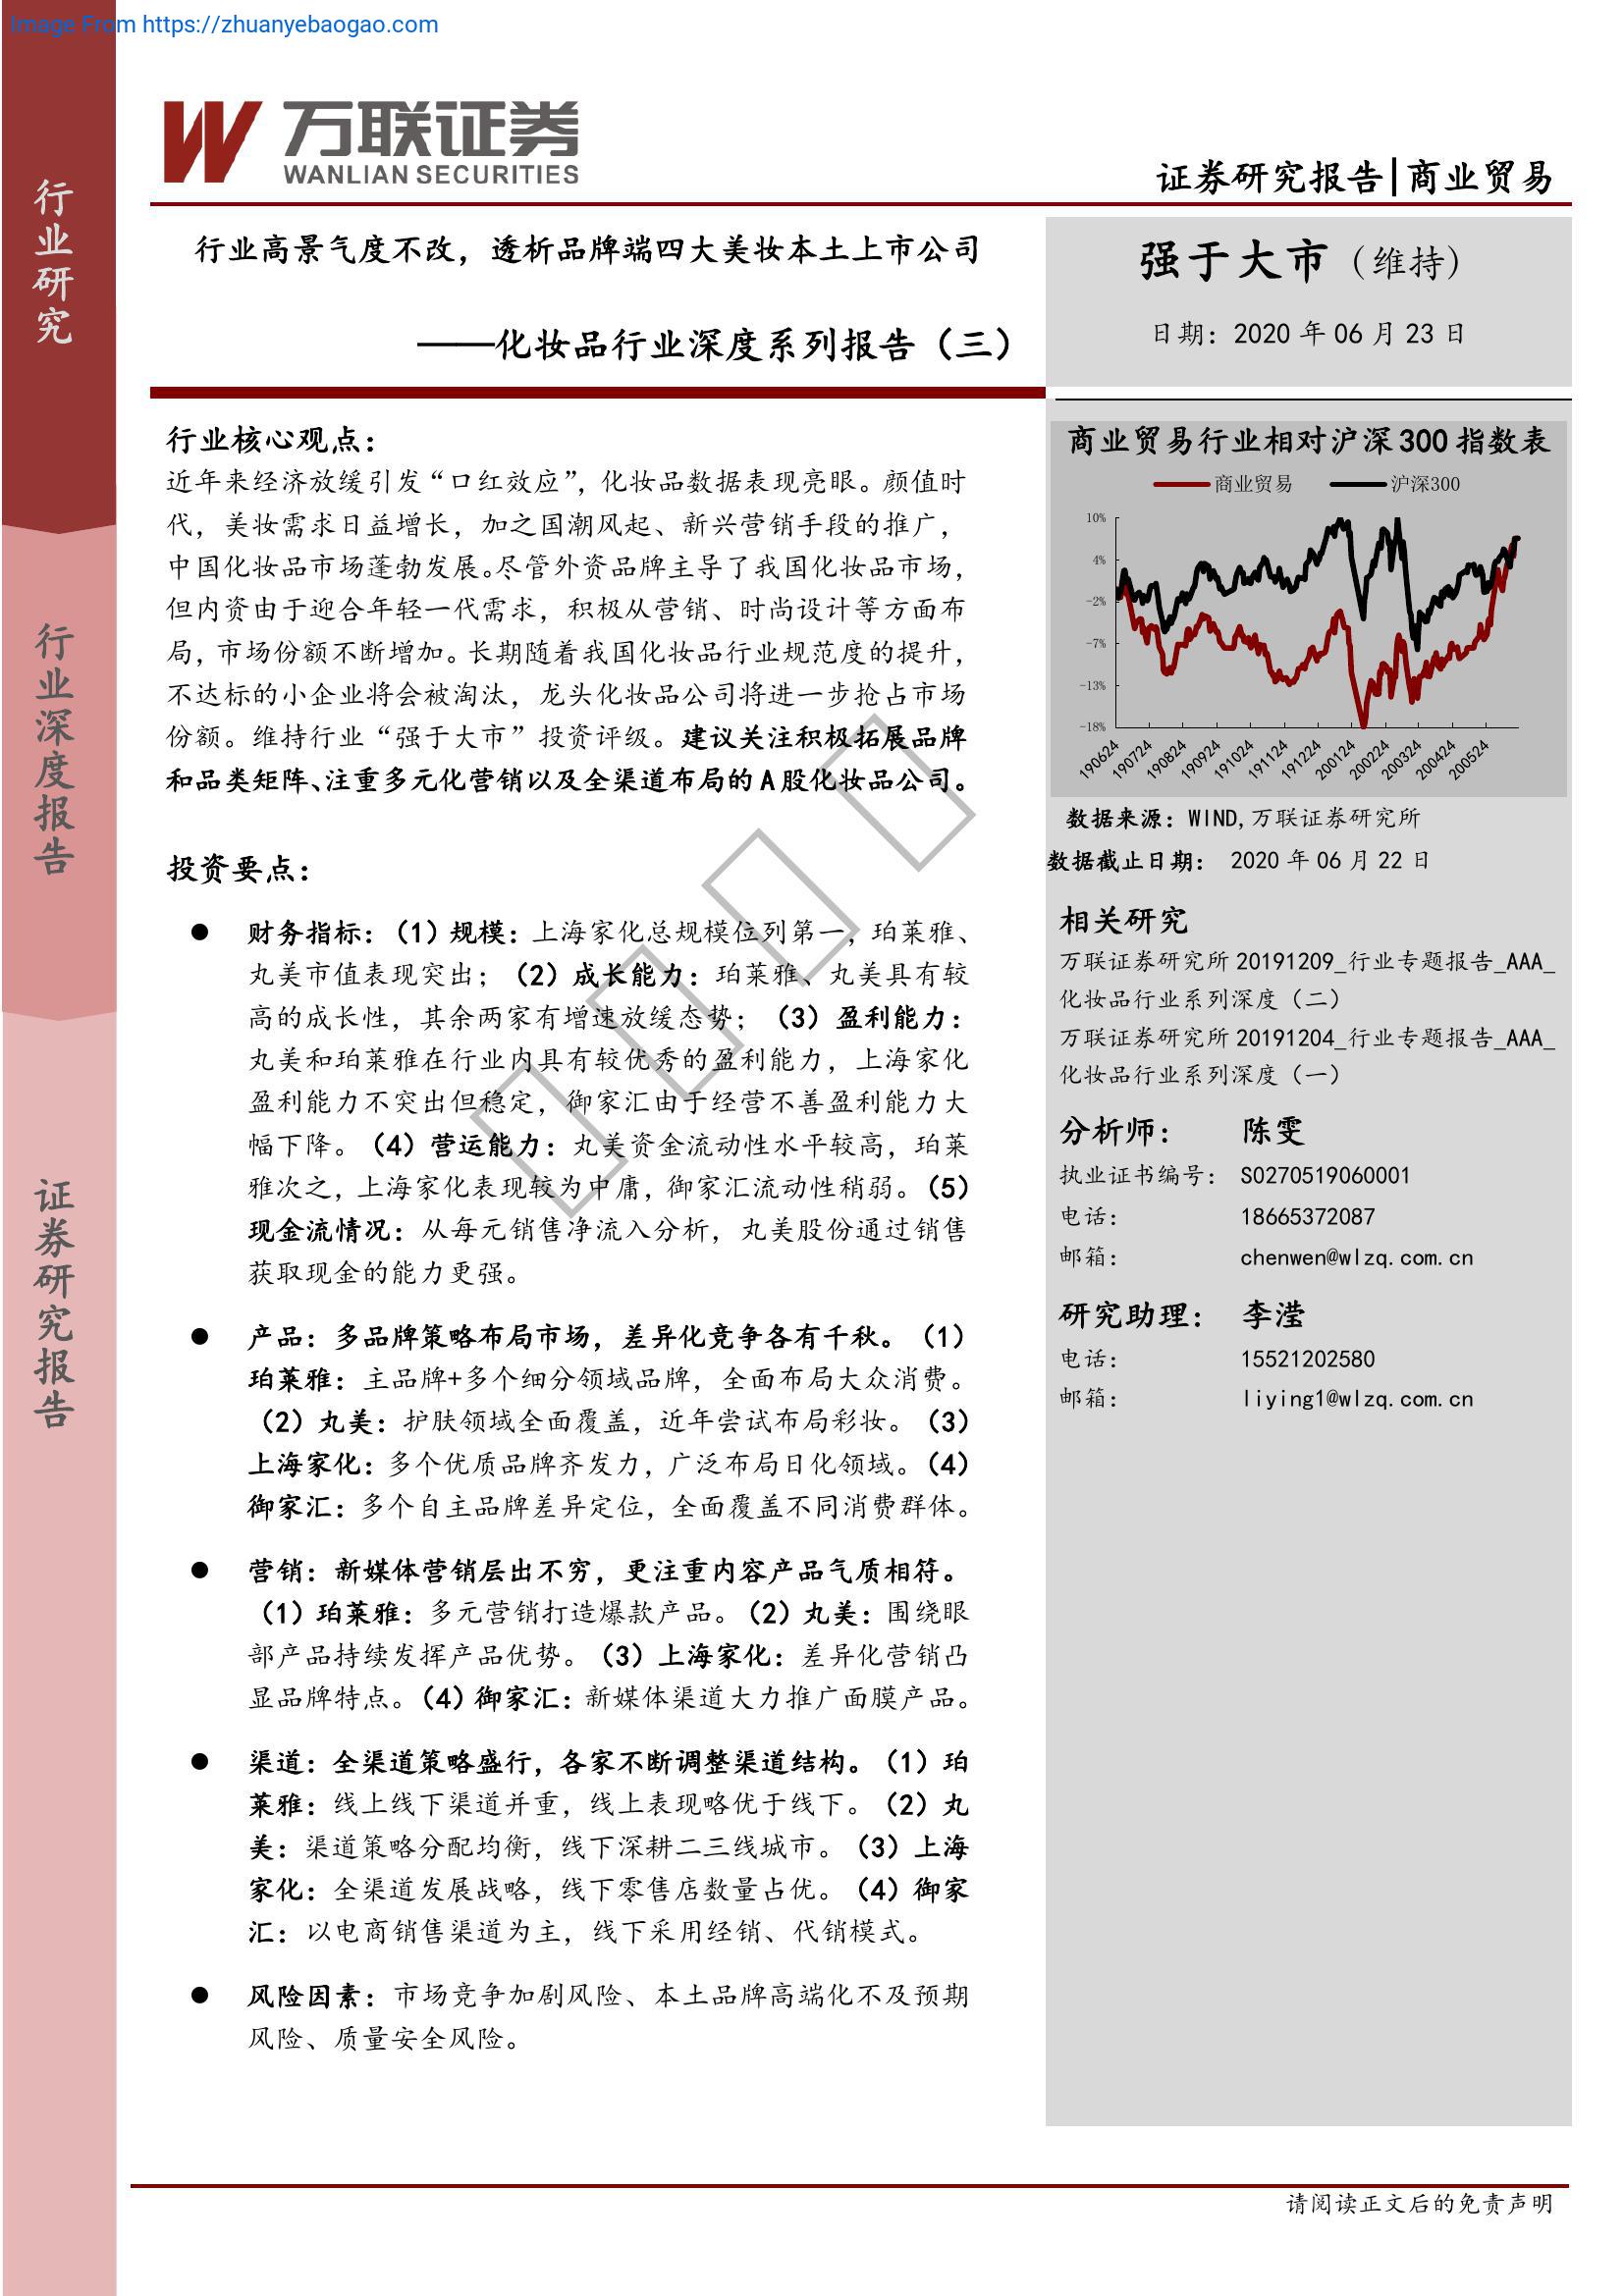 Image From https://zhuanyebaogao.com
行业研究
行业深度报告
证券研究报告
万联证券
WANLIAN SECURITIES
证券研究报告|商业贸易
行业高景气度不改，透析品牌端四大美妆本土上市公司
——化妆品行业深度系列报告（三）
强于大市（维持）
日期：2020 年 06 月 23 日
行业核心观点：
近年来经济放缓引发“口红效应”，化妆品数据表现亮眼。颜值时
代，美妆需求日益增长，加之国潮风起、新兴营销手段的推广，
中国化妆品市场蓬勃发展。尽管外资品牌主导了我国化妆品市场，
但内资由于迎合年轻一代需求，积极从营销、时尚设计等方面布
局，市场份额不断增加。长期随着我国化妆品行业规范度的提升，
不达标的小企业将会被淘汰，龙头化妆品公司将进一步抢占市场
份额。维持行业“强于大市”投资评级。建议关注积极拓展品牌
和品类矩阵、注重多元化营销以及全渠道布局的 A 股化妆品公司。
投资要点：
● 财务指标：（1）规模：上海家化总规模位列第一，珀莱雅、
丸美市值表现突出；（2）成长能力：珀莱雅、丸美具有较
高的成长性，其余两家有增速放缓态势；（3）盈利能力：
丸美和珀莱雅在行业内具有较优秀的盈利能力，上海家化
盈利能力不突出但稳定，御家汇由于经营不善盈利能力大
幅下降。（4）营运能力：丸美资金流动性水平较高，珀莱
雅次之，上海家化表现较为中庸，御家汇流动性稍弱。（5）
现金流情况：从每元销售净流入分析，丸美股份通过销售
获取现金的能力更强。
● 产品：多品牌策略布局市场，差异化竞争各有千秋。（1）
珀莱雅：主品牌+多个细分领域品牌，全面布局大众消费。
（2）丸美：护肤领域全面覆盖，近年尝试布局彩妆。（3）
上海家化：多个优质品牌齐发力，广泛布局日化领域。（4）
御家汇：多个自主品牌差异定位，全面覆盖不同消费群体。
● 营销：新媒体营销层出不穷，更注重内容产品气质相符。
（1）珀莱雅：多元营销打造爆款产品。（2）丸美：围绕眼
部产品持续发挥产品优势。（3）上海家化：差异化营销凸
显品牌特点。（4）御家汇：新媒体渠道大力推广面膜产品。
● 渠道：全渠道策略盛行，各家不断调整渠道结构。（1）珀
莱雅：线上线下渠道并重，线上表现略优于线下。（2）丸
美：渠道策略分配均衡，线下深耕二三线城市。（3）上海
家化：全渠道发展战略，线下零售店数量占优。（4）御家
汇：以电商销售渠道为主，线下采用经销、代销模式。
● 风险因素：市场竞争加剧风险、本土品牌高端化不及预期
风险、质量安全风险。
商业贸易行业相对沪深 300 指数表
商业贸易 沪深300
10%
4%
-2%
-7%
-13%
-18%
190624 190724 190824 190924 191024 191124 191224 200124 200224 200324 200424 200524
数据来源：WIND,万联证券研究所
数据截止日期： 2020 年 06 月 22 日
相关研究
万联证券研究所 20191209_行业专题报告_AAA_
化妆品行业系列深度（二）
万联证券研究所 20191204_行业专题报告_AAA_
化妆品行业系列深度（一）
分析师： 陈雯
执业证书编号： S0270519060001
电话： 18665372087
邮箱： chenwen@wlzq.com.cn
研究助理： 李滢
电话： 15521202580
邮箱： liying1@wlzq.com.cn
请阅读正文后的免责声明